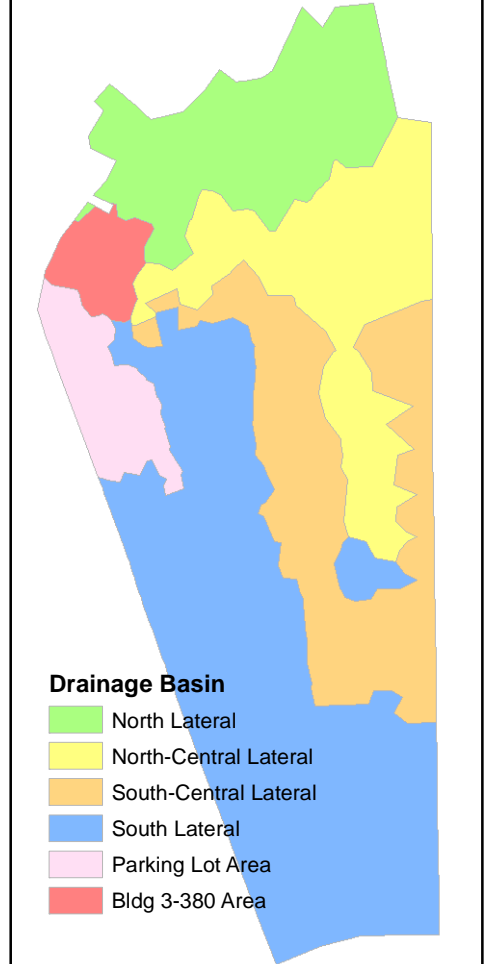 Drainage Basin
North Lateral
North-Central Lateral
South-Central Lateral
South Lateral
Parking Lot Area
Bldg 3-380 Area